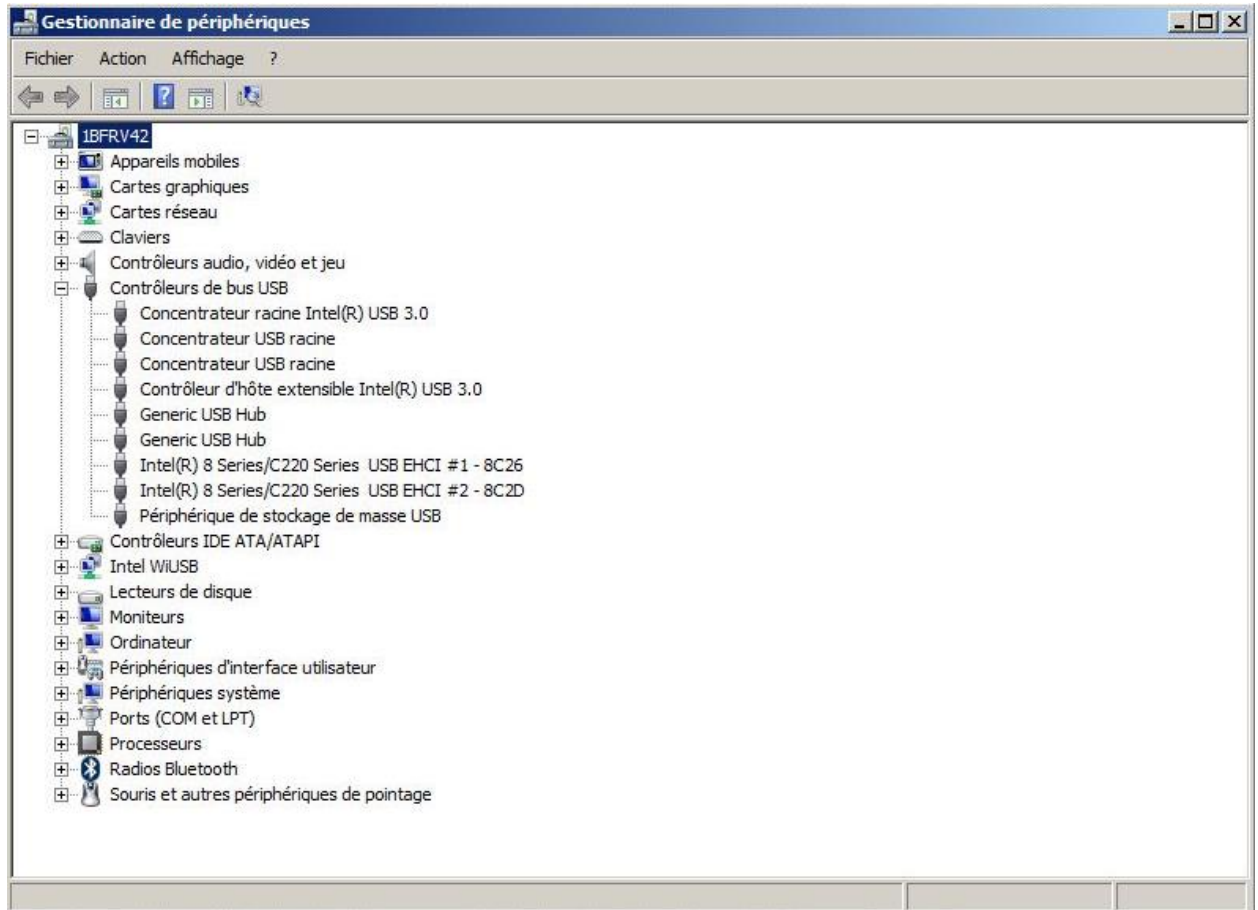 Gestionnaire de périphériques
Fichier Action Affichage ?
1BFRV42
Appareils mobiles
Cartes graphiques
Cartes réseau
Claviers
Contrôleurs audio, vidéo et jeu
Contrôleurs de bus USB
Concentrateur racine Intel(R) USB 3.0
Concentrateur USB racine
Concentrateur USB racine
Contrôleur d'hôte extensible Intel(R) USB 3.0
Generic USB Hub
Generic USB Hub
Intel(R) 8 Series/C220 Series USB EHCI #1 - 8C26
Intel(R) 8 Series/C220 Series USB EHCI #2 - 8C2D
Périphérique de stockage de masse USB
Contrôleurs IDE ATA/ATAPI
Intel WiUSB
Lecteurs de disque
Moniteurs
Ordinateur
Périphériques d'interface utilisateur
Périphériques système
Ports (COM et LPT)
Processeurs
Radios Bluetooth
Souris et autres périphériques de pointage